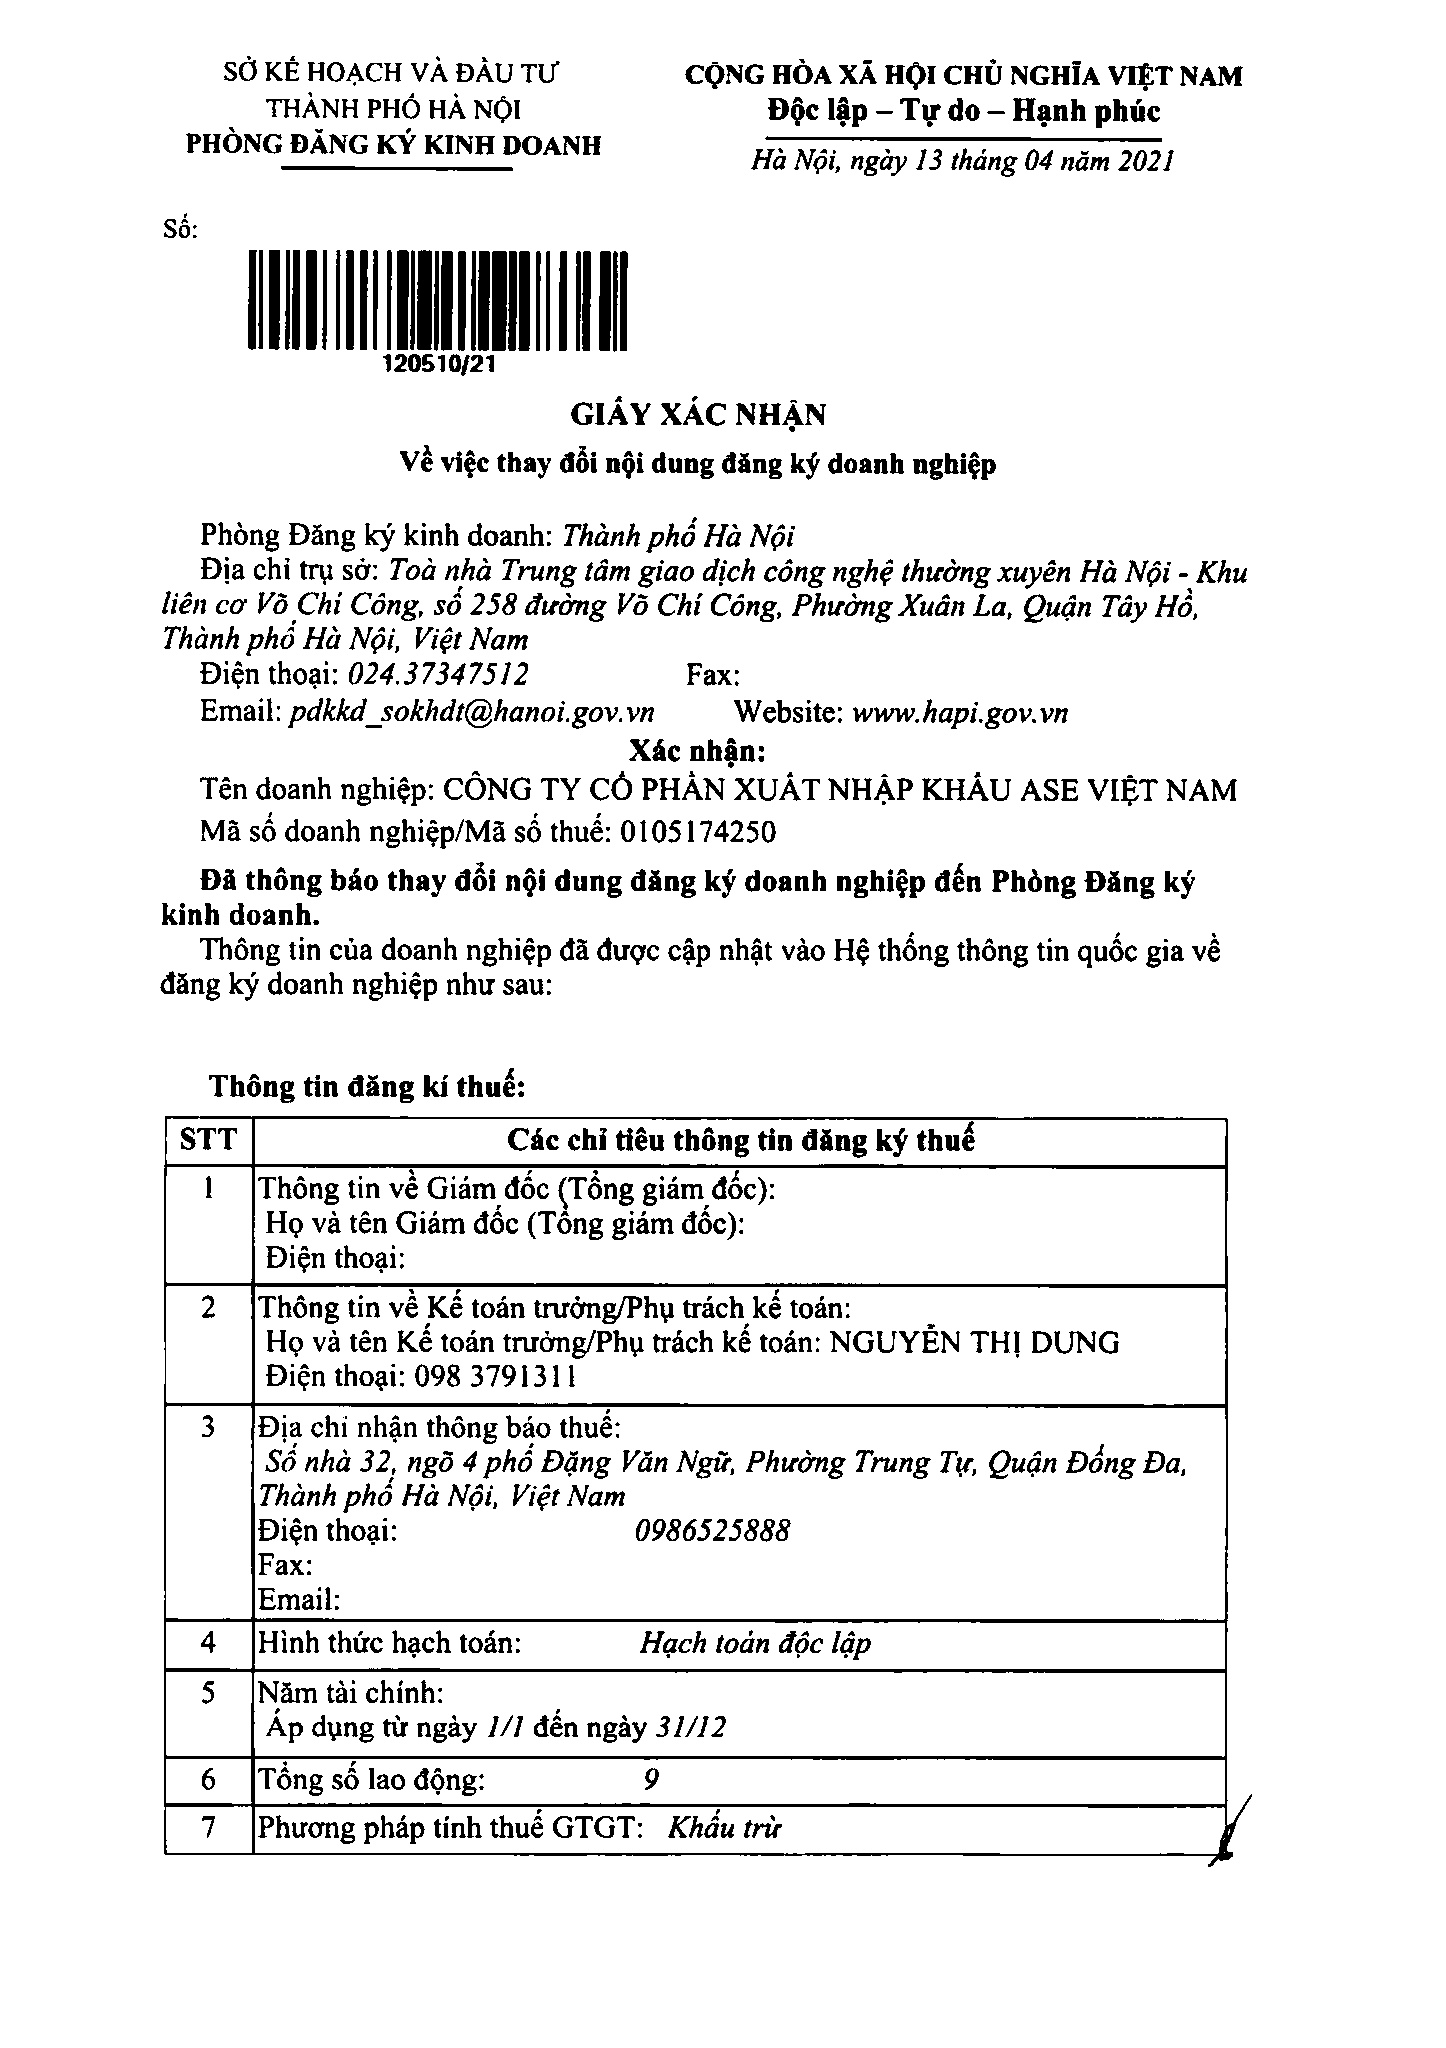 SỞ KẾ HOẠCH VÀ ĐẦU TƯ
THÀNH PHỐ HÀ NỘI
PHÒNG ĐĂNG KÝ KINH DOANH
CỘNG HÒA XÃ HỘI CHỦ NGHĨA VIỆT NAM
Độc lập – Tự do – Hạnh phúc
Hà Nội, ngày 13 tháng 04 năm 2021
Số:
120510/21
GIẤY XÁC NHẬN
Về việc thay đổi nội dung đăng ký doanh nghiệp
Phòng Đăng ký kinh doanh: Thành phố Hà Nội
Địa chỉ trụ sở: Toà nhà Trung tâm giao dịch công nghệ thường xuyên Hà Nội - Khu
liên cơ Võ Chí Công, số 258 đường Võ Chí Công, Phường Xuân La, Quận Tây Hồ,
Thành phố Hà Nội, Việt Nam
Điện thoại: 024.37347512 Fax:
Email: pdkkd_sokhdt@hanoi.gov.vn Website: www.hapi.gov.vn
Xác nhận:
Tên doanh nghiệp: CÔNG TY CỔ PHẦN XUẤT NHẬP KHẨU ASE VIỆT NAM
Mã số doanh nghiệp/Mã số thuế: 0105174250
Đã thông báo thay đổi nội dung đăng ký doanh nghiệp đến Phòng Đăng ký
kinh doanh.
Thông tin của doanh nghiệp đã được cập nhật vào Hệ thống thông tin quốc gia về
đăng ký doanh nghiệp như sau:
Thông tin đăng kí thuế:
STT Các chỉ tiêu thông tin đăng ký thuế
1 Thông tin về Giám đốc (Tổng giám đốc):
Họ và tên Giám đốc (Tổng giám đốc):
Điện thoại:
2 Thông tin về Kế toán trưởng/Phụ trách kế toán:
Họ và tên Kế toán trưởng/Phụ trách kế toán: NGUYỄN THỊ DUNG
Điện thoại: 098 3791311
3 Địa chỉ nhận thông báo thuế:
Số nhà 32, ngõ 4 phố Đặng Văn Ngữ, Phường Trung Tự, Quận Đống Đa,
Thành phố Hà Nội, Việt Nam
Điện thoại: 0986525888
Fax:
Email:
4 Hình thức hạch toán: Hạch toán độc lập
5 Năm tài chính:
Áp dụng từ ngày 1/1 đến ngày 31/12
6 Tổng số lao động: 9
7 Phương pháp tính thuế GTGT: Khấu trừ